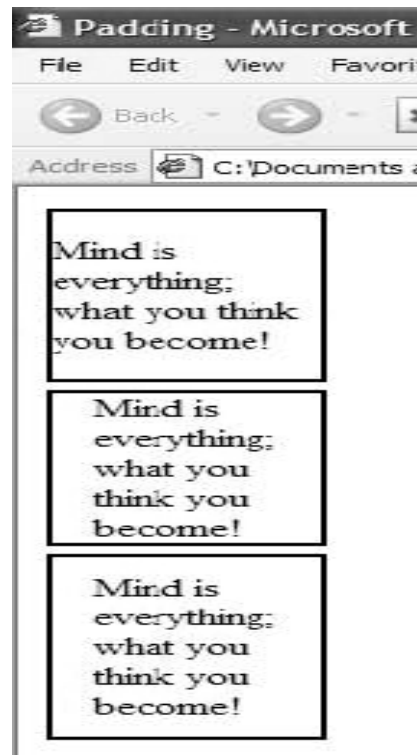 Padding - Microsoft
File Edit View Favori
Back
Address C:\Documents a
Mind is
everything;
what you think
you become!
Mind is
everything;
what you
think you
become!
Mind is
everything;
what you
think you
become!